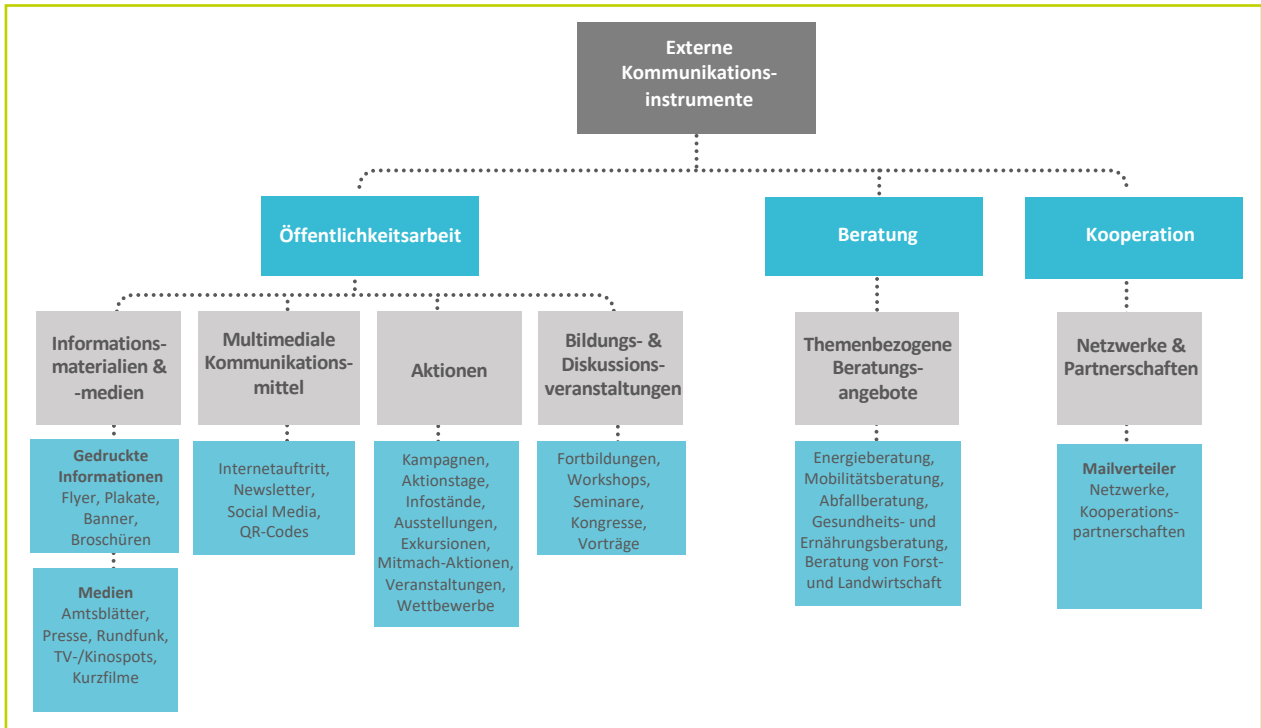 Externe
Kommunikations-
instrumente
Öffentlichkeitsarbeit
Beratung
Kooperation
Informations-
materialien &
-medien
Multimediale
Kommunikations-
mittel
Aktionen
Bildungs- &
Diskussions-
veranstaltungen
Themenbezogene
Beratungs-
angebote
Netzwerke &
Partnerschaften
Gedruckte
Informationen
Flyer, Plakate,
Banner,
Broschüren
Medien
Amtsblätter,
Presse, Rundfunk,
TV-/Kinospots,
Kurzfilme
Internetauftritt,
Newsletter,
Social Media,
QR-Codes
Kampagnen,
Aktionstage,
Infostände,
Ausstellungen,
Exkursionen,
Mitmach-Aktionen,
Veranstaltungen,
Wettbewerbe
Fortbildungen,
Workshops,
Seminare,
Kongresse,
Vorträge
Energieberatung,
Mobilitätsberatung,
Abfallberatung,
Gesundheits- und
Ernährungsberatung,
Beratung von Forst-
und Landwirtschaft
Mailverteiler
Netzwerke,
Kooperations-
partnerschaften